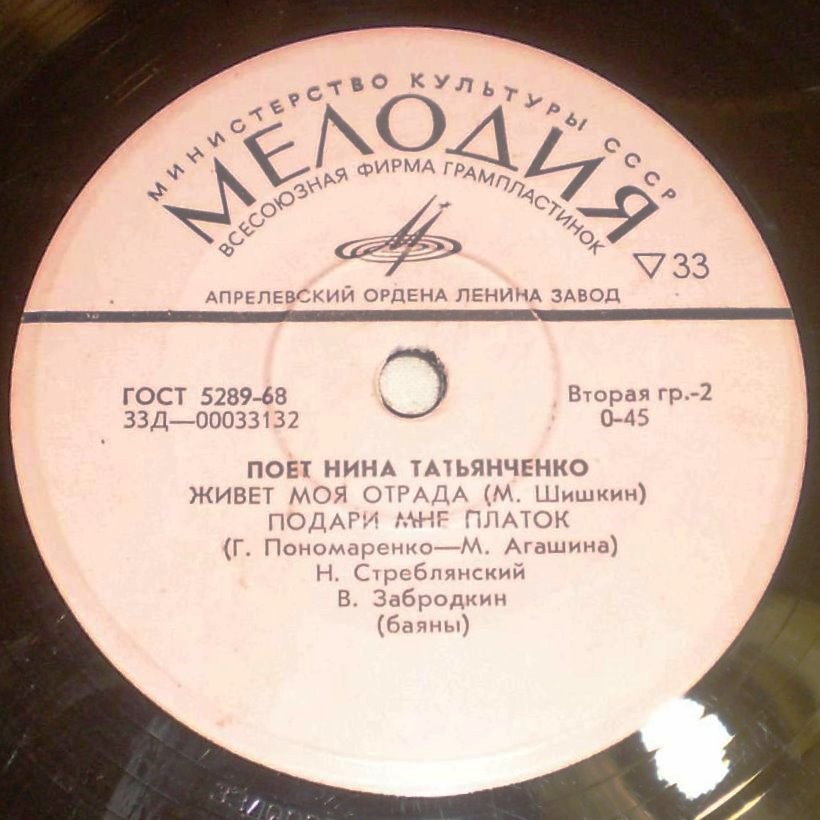 МИНИСТЕРСТВО КУЛЬТУРЫ СССР
МЕЛОДИЯ
ВСЕСОЮЗНАЯ ФИРМА ГРАМПЛАСТИНОК
▽33
АПРЕЛЕВСКИЙ ОРДЕНА ЛЕНИНА ЗАВОД
ГОСТ 5289-68
Вторая гр.-2
33Д—00033132
0-45
ПОЕТ НИНА ТАТЬЯНЧЕНКО
ЖИВЕТ МОЯ ОТРАДА (М. Шишкин)
ПОДАРИ МНЕ ПЛАТОК
(Г. Пономаренко—М. Агашина)
Н. Стреблянский
В. Забродкин
(баяны)